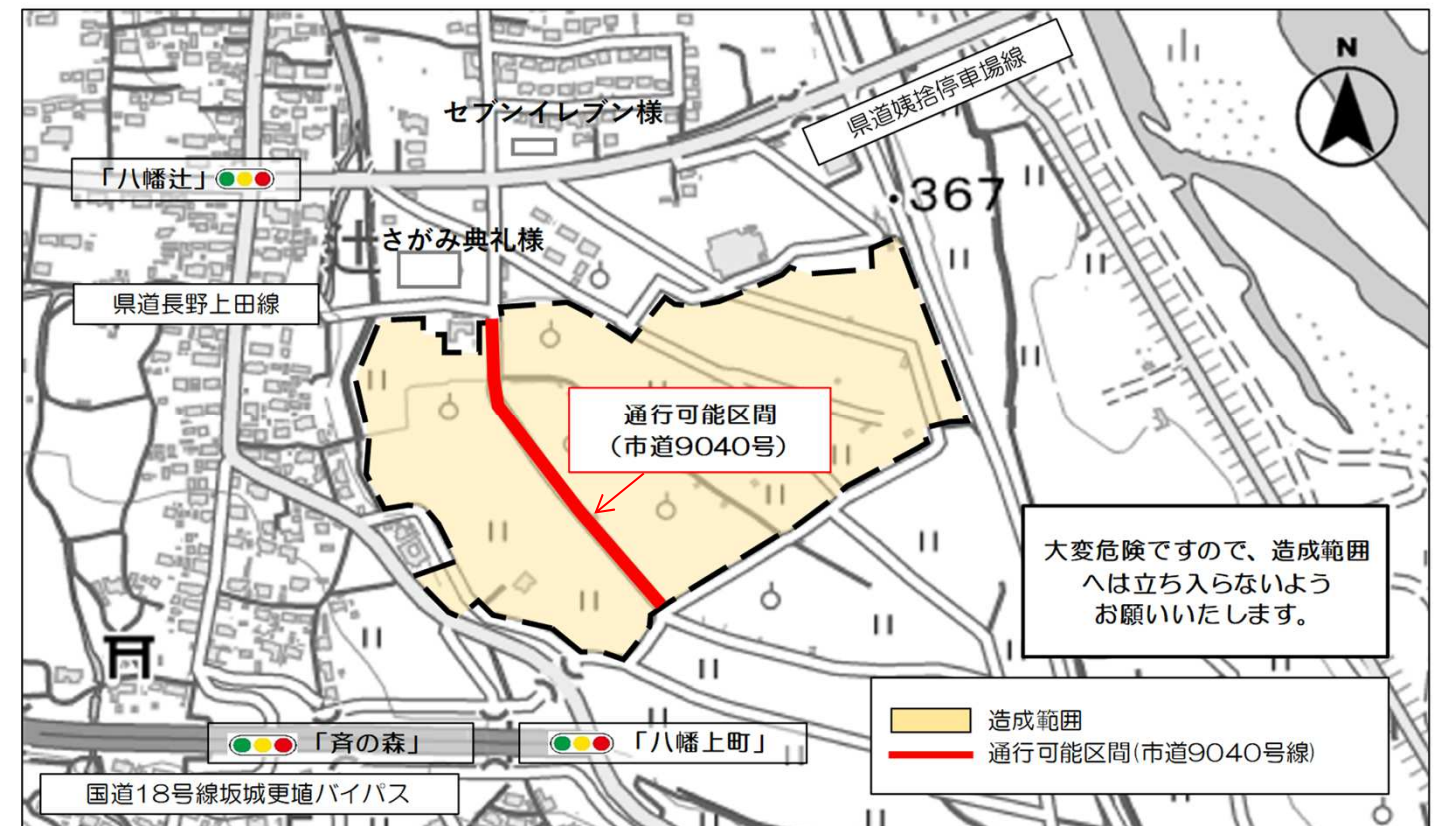 N
県道姨捨停車場線
セブンイレブン様
「八幡辻」
・367
さがみ典礼様
県道長野上田線
通行可能区間
(市道9040号)
大変危険ですので、造成範囲
へは立ち入らないよう
お願いいたします。
造成範囲
通行可能区間(市道9040号線)
「斉の森」
「八幡上町」
国道18号線坂城更埴バイパス